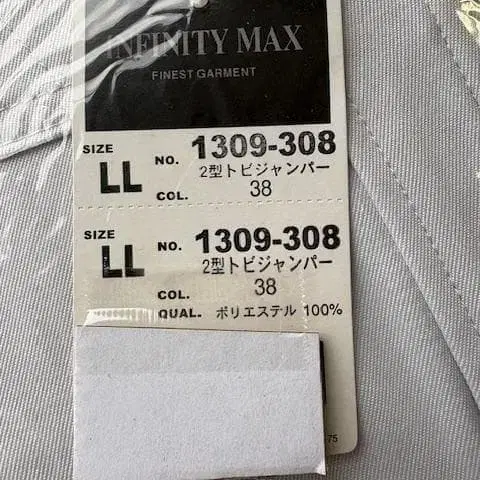 INFINITY MAX
FINEST GARMENT
SIZE LL NO. 1309-308
2型トビジャンパー
COL. 38
SIZE LL NO. 1309-308
2型トビジャンパー
COL. 38
QUAL. ポリエステル 100%
75